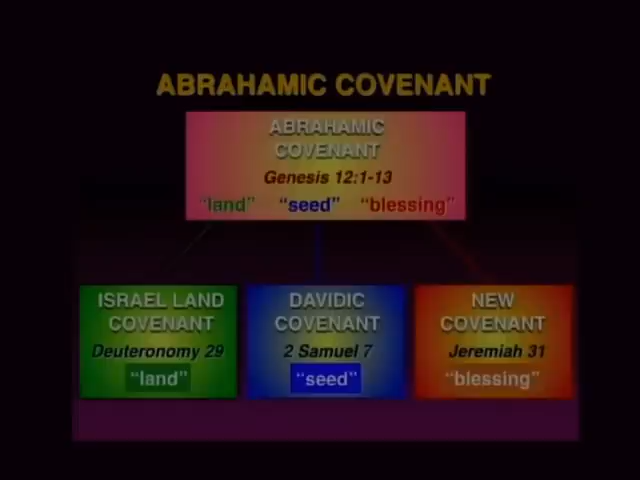 ABRAHAMIC COVENANT
ABRAHAMIC
COVENANT
Genesis 12:1-13
“land” “seed” “blessing”
ISRAEL LAND
COVENANT
Deuteronomy 29
“land”
DAVIDIC
COVENANT
2 Samuel 7
“seed”
NEW
COVENANT
Jeremiah 31
“blessing”